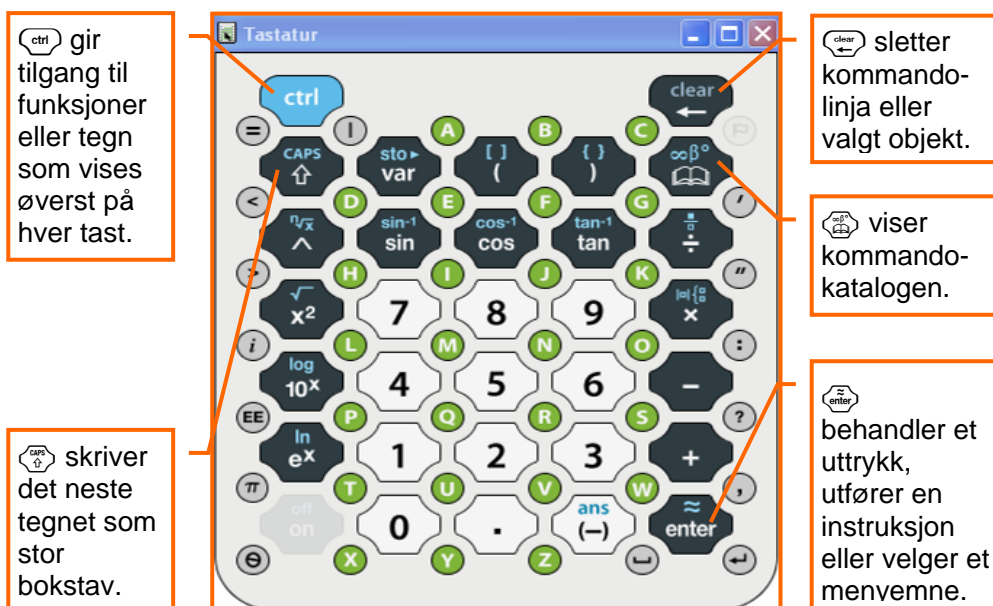 ctrl gir
tilgang til
funksjoner
eller tegn
som vises
øverst på
hver tast.
CAPS ⇧ skriver
det neste
tegnet som
stor
bokstav.
Tastatur
ctrl
clear
←
= | A B C
CAPS sto▸ [ ] { } ∞β°
⇧ var ( )
< D E F G ′
ⁿ√x sin-1 cos-1 tan-1
^ sin cos tan ÷
> H I J K ″
√
x² 7 8 9 ×
i L M N O :
log
10ˣ 4 5 6 −
EE P Q R S ?
ln
eˣ 1 2 3 +
π T U V W ,
off ans ≈
on 0 . (−) enter
θ X Y Z ␣ ↵
clear ← sletter
kommando-
linja eller
valgt objekt.
∞β° viser
kommando-
katalogen.
≈ enter
behandler et
uttrykk,
utfører en
instruksjon
eller velger et
menyemne.